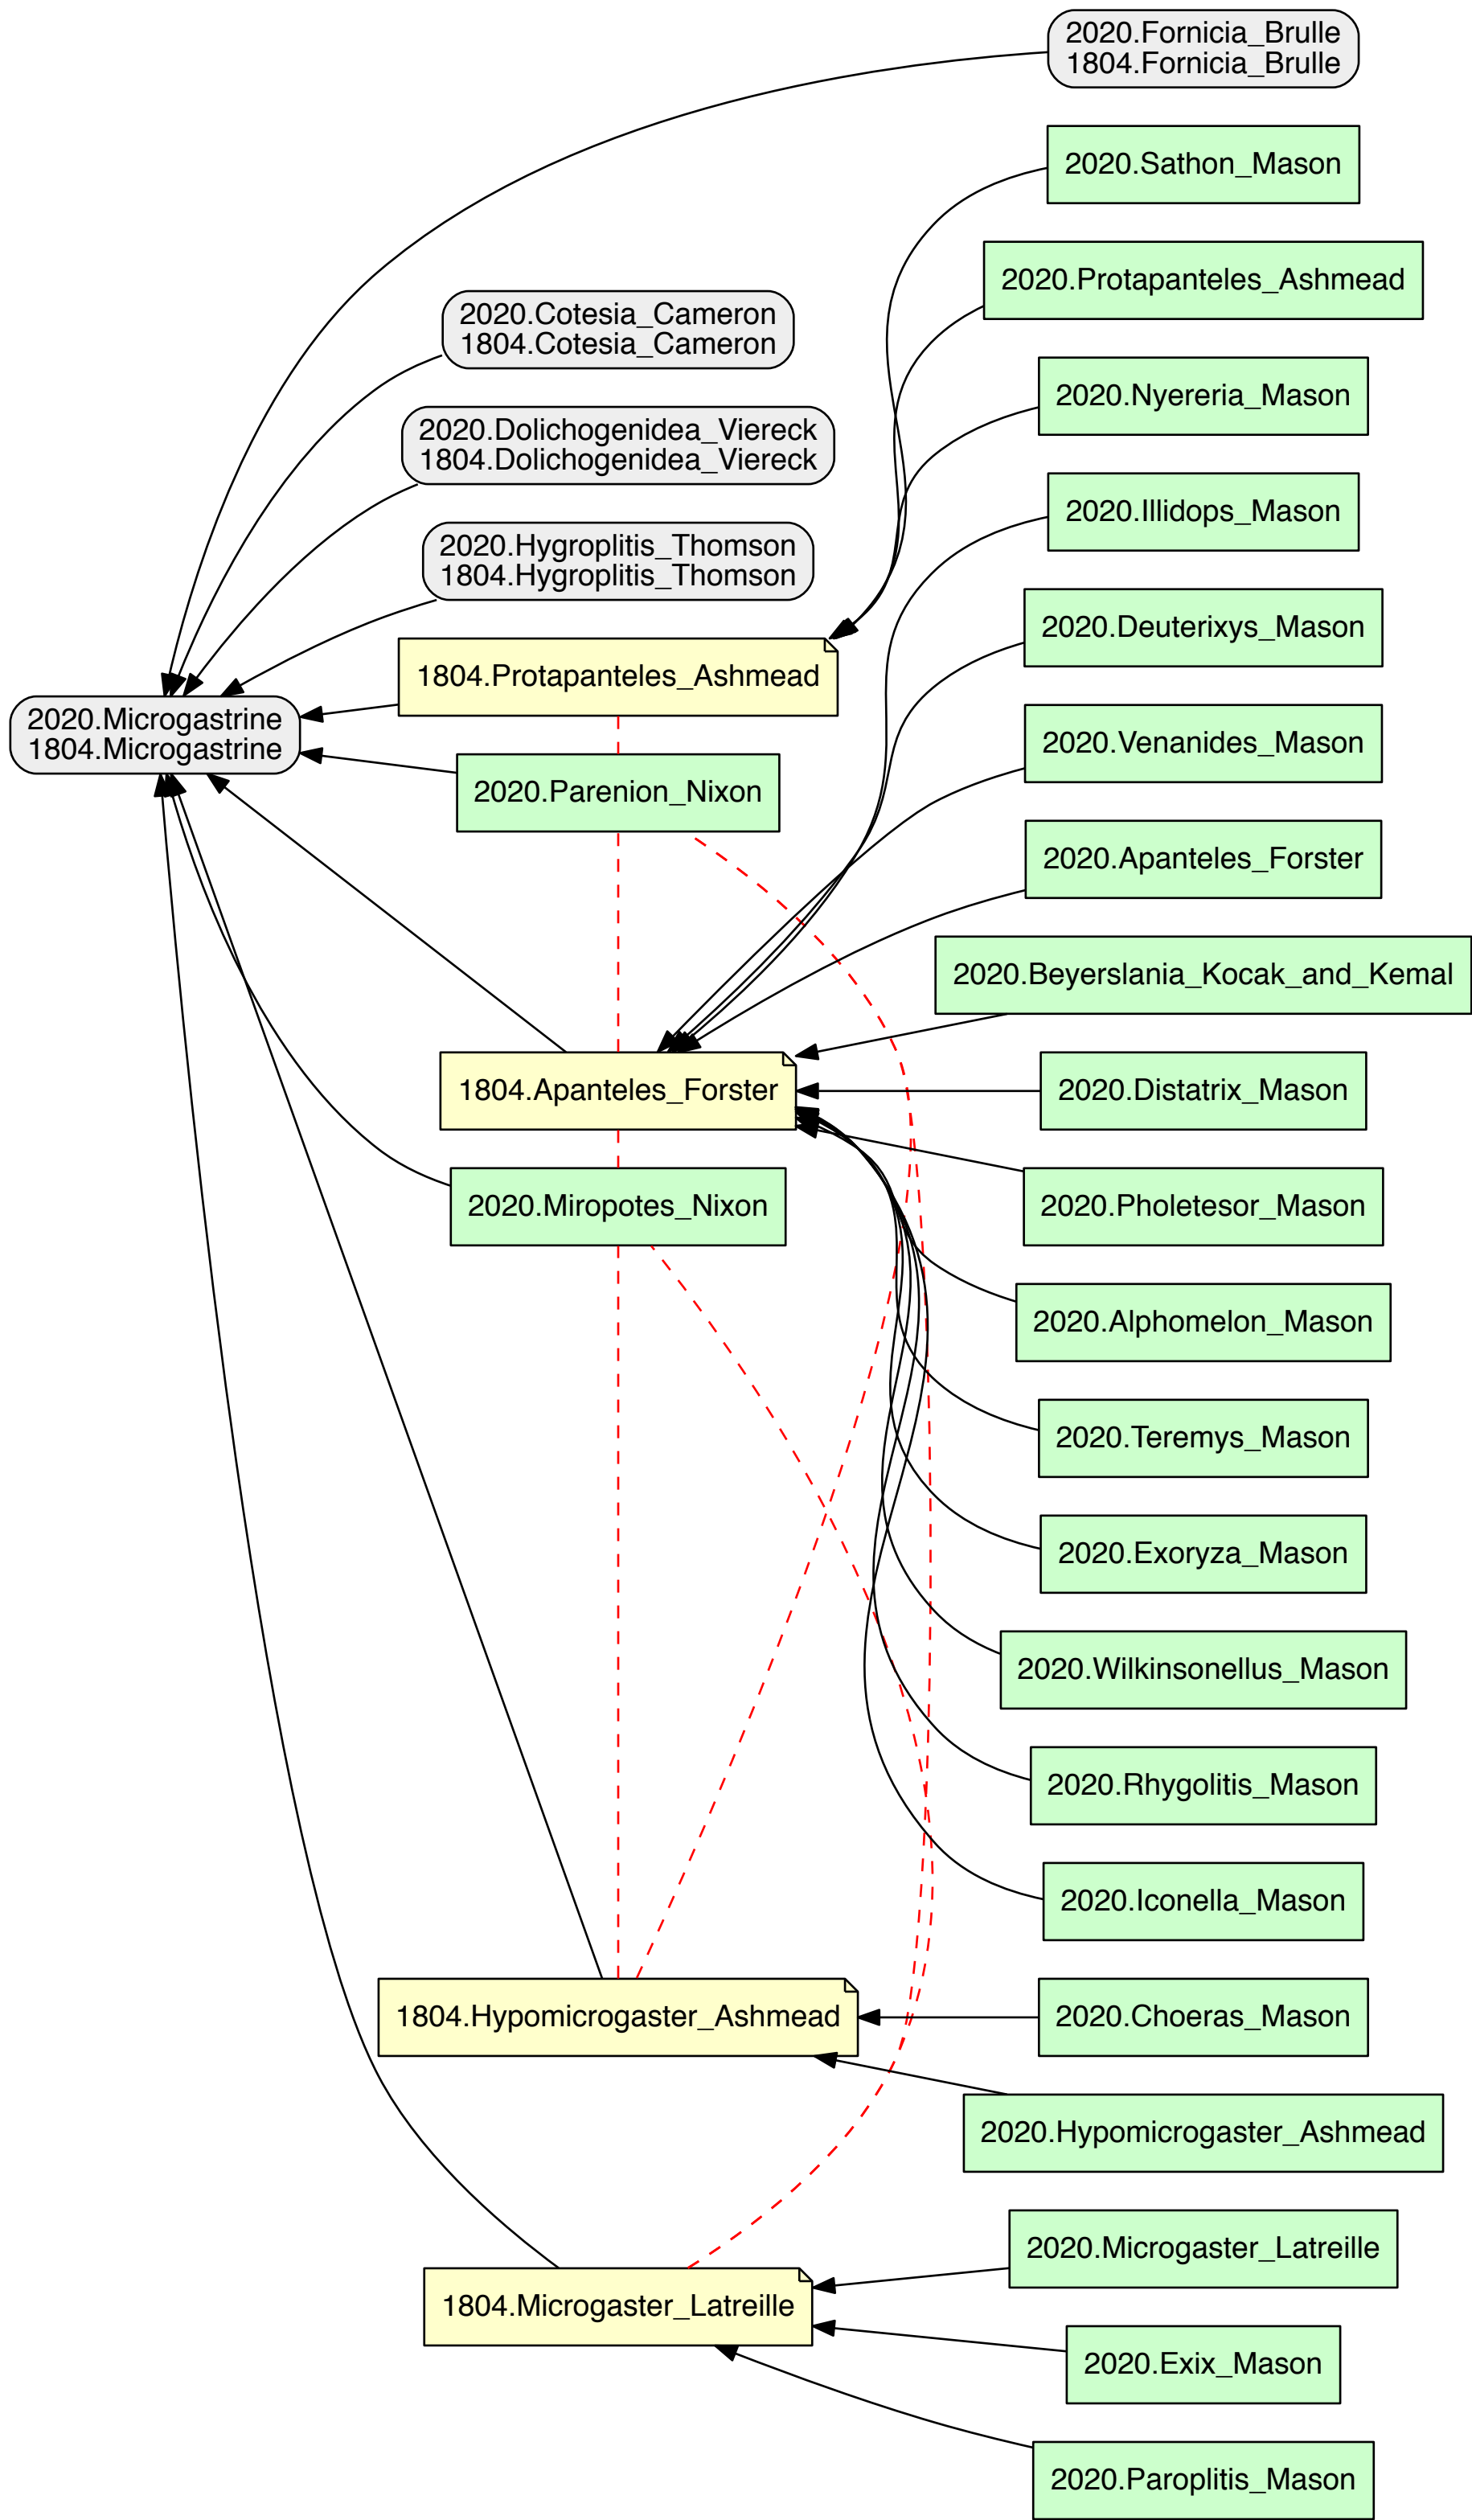 2020.Fornicia_Brulle
1804.Fornicia_Brulle
2020.Sathon_Mason
2020.Protapanteles_Ashmead
2020.Cotesia_Cameron
1804.Cotesia_Cameron
2020.Nyereria_Mason
2020.Dolichogenidea_Viereck
1804.Dolichogenidea_Viereck
2020.Illidops_Mason
2020.Hygroplitis_Thomson
1804.Hygroplitis_Thomson
2020.Deuterixys_Mason
1804.Protapanteles_Ashmead
2020.Microgastrine
1804.Microgastrine
2020.Venanides_Mason
2020.Parenion_Nixon
2020.Apanteles_Forster
2020.Beyerslania_Kocak_and_Kemal
1804.Apanteles_Forster
2020.Distatrix_Mason
2020.Miropotes_Nixon
2020.Pholetesor_Mason
2020.Alphomelon_Mason
2020.Teremys_Mason
2020.Exoryza_Mason
2020.Wilkinsonellus_Mason
2020.Rhygolitis_Mason
2020.Iconella_Mason
1804.Hypomicrogaster_Ashmead
2020.Choeras_Mason
2020.Hypomicrogaster_Ashmead
2020.Microgaster_Latreille
1804.Microgaster_Latreille
2020.Exix_Mason
2020.Paroplitis_Mason